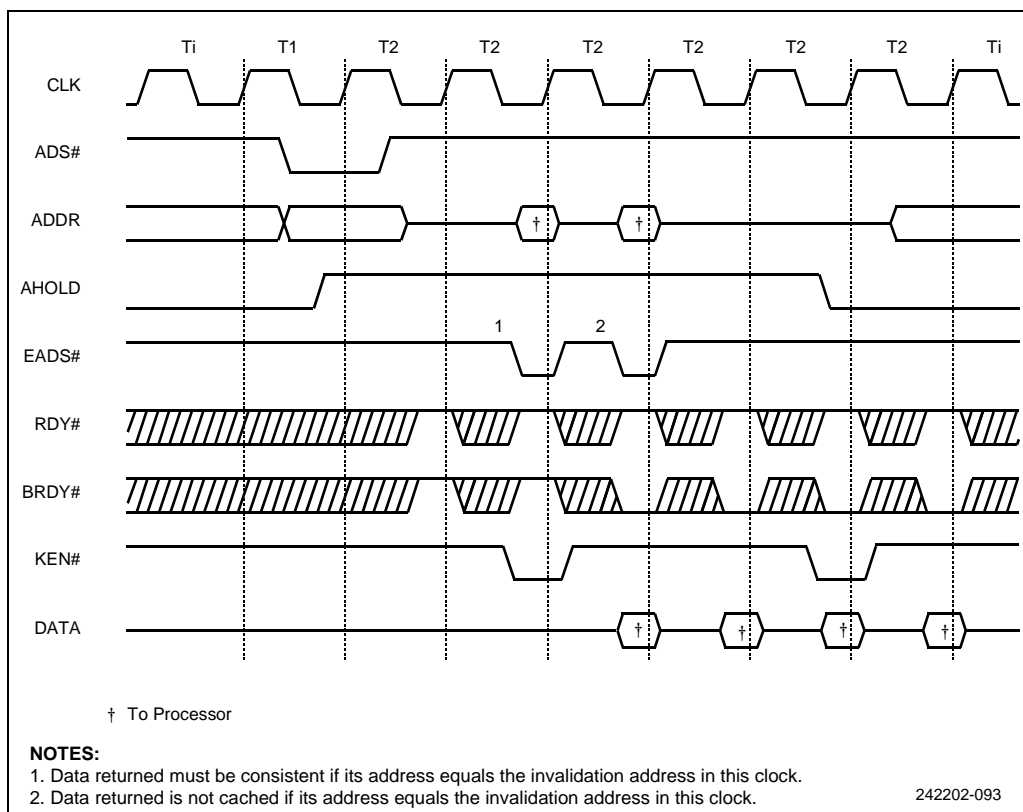 Ti T1 T2 T2 T2 T2 T2 T2 Ti
CLK
ADS#
ADDR † †
AHOLD
1 2
EADS#
RDY#
BRDY#
KEN#
DATA † † † †
† To Processor
NOTES:
1. Data returned must be consistent if its address equals the invalidation address in this clock.
2. Data returned is not cached if its address equals the invalidation address in this clock.
242202-093